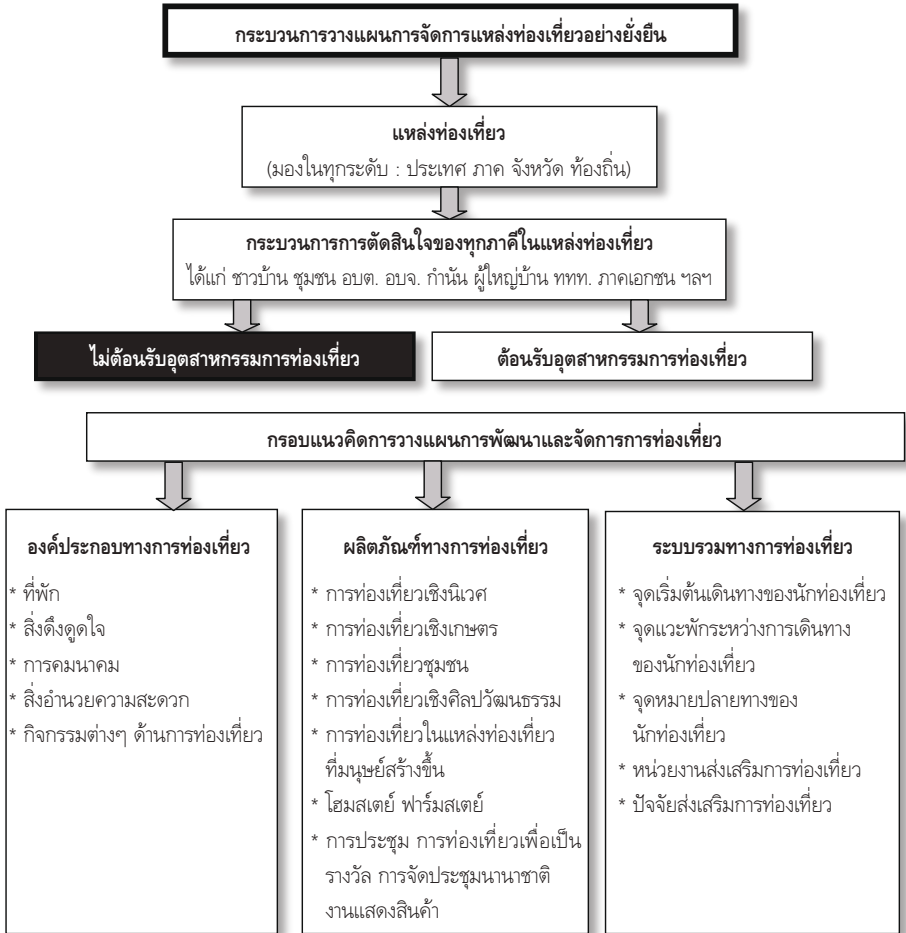 กระบวนการวางแผนการจัดการแหล่งท่องเที่ยวอย่างยั่งยืน
แหล่งท่องเที่ยว
(มองในทุกระดับ : ประเทศ ภาค จังหวัด ท้องถิ่น)
กระบวนการการตัดสินใจของทุกภาคีในแหล่งท่องเที่ยว
ได้แก่ ชาวบ้าน ชุมชน อบต. อบจ. กำนัน ผู้ใหญ่บ้าน ททท. ภาคเอกชน ฯลฯ
ไม่ต้อนรับอุตสาหกรรมการท่องเที่ยว
ต้อนรับอุตสาหกรรมการท่องเที่ยว
กรอบแนวคิดการวางแผนการพัฒนาและจัดการการท่องเที่ยว
องค์ประกอบทางการท่องเที่ยว
* ที่พัก
* สิ่งดึงดูดใจ
* การคมนาคม
* สิ่งอำนวยความสะดวก
* กิจกรรมต่างๆ ด้านการท่องเที่ยว
ผลิตภัณฑ์ทางการท่องเที่ยว
* การท่องเที่ยวเชิงนิเวศ
* การท่องเที่ยวเชิงเกษตร
* การท่องเที่ยวชุมชน
* การท่องเที่ยวเชิงศิลปวัฒนธรรม
* การท่องเที่ยวในแหล่งท่องเที่ยว
ที่มนุษย์สร้างขึ้น
* โฮมสเตย์ ฟาร์มสเตย์
* การประชุม การท่องเที่ยวเพื่อเป็น
รางวัล การจัดประชุมนานาชาติ
งานแสดงสินค้า
ระบบรวมทางการท่องเที่ยว
* จุดเริ่มต้นเดินทางของนักท่องเที่ยว
* จุดแวะพักระหว่างการเดินทาง
ของนักท่องเที่ยว
* จุดหมายปลายทางของ
นักท่องเที่ยว
* หน่วยงานส่งเสริมการท่องเที่ยว
* ปัจจัยส่งเสริมการท่องเที่ยว